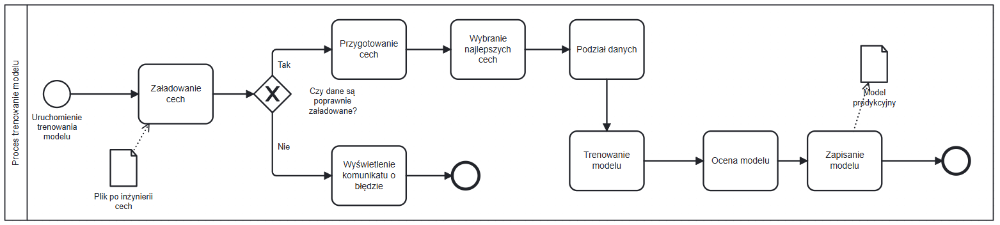 Proces trenowanie modelu
Uruchomienie
trenowania
modelu
Załadowanie
cech
Plik po inżynierii
cech
Tak
Czy dane są
poprawnie
załadowane?
Nie
Przygotowanie
cech
Wybranie
najlepszych
cech
Podział danych
Wyświetlenie
komunikatu o
błędzie
Trenowanie
modelu
Ocena modelu
Zapisanie
modelu
Model
predykcyjny